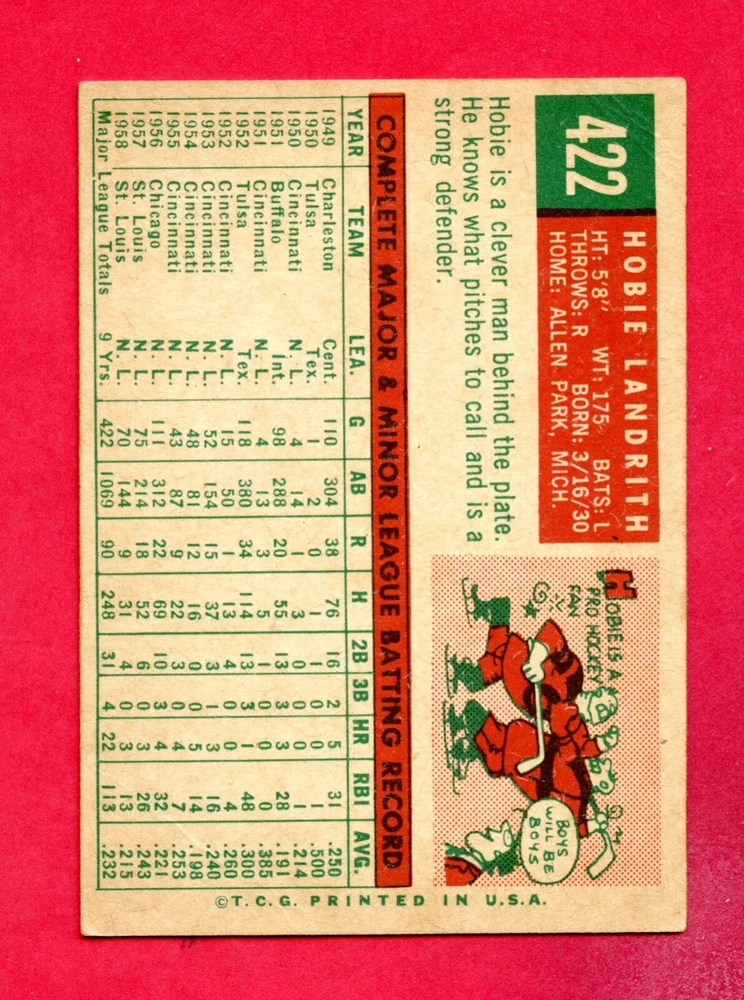 422
HOBIE LANDRITH
HT: 5'8" WT: 175 BATS: L
THROWS: R BORN: 3/16/30
HOME: ALLEN PARK, MICH.
Hobie is a clever man behind the plate.
He knows what pitches to call and is a
strong defender.
HOBIE IS A
PRO HOCKEY
FAN
BOYS
WILL BE
BOYS
COMPLETE MAJOR & MINOR LEAGUE BATTING RECORD
YEAR TEAM LEA. G AB R H 2B 3B HR RBI AVG.
1949 Charleston Cent. 110 304 38 76 16 2 5 31 .250
1950 Tulsa Tex. 1 2 0 1 0 0 0 1 .500
1950 Cincinnati N. L. 4 14 1 3 0 0 0 1 .214
1951 Buffalo Int. 98 288 20 55 13 0 3 28 .191
1951 Cincinnati N. L. 4 13 3 5 1 0 0 0 .385
1952 Tulsa Tex. 118 380 34 114 13 3 1 48 .300
1952 Cincinnati N. L. 15 50 1 13 4 0 0 4 .260
1953 Cincinnati N. L. 52 154 15 37 3 1 3 16 .240
1954 Cincinnati N. L. 48 81 12 16 0 0 5 14 .198
1955 Cincinnati N. L. 43 87 9 22 3 0 4 7 .253
1956 Chicago N. L. 111 312 22 69 10 3 4 32 .221
1957 St. Louis N. L. 75 214 18 52 6 0 3 26 .243
1958 St. Louis N. L. 70 144 9 31 4 0 3 13 .215
Major League Totals 9 Yrs. 422 1069 90 248 31 4 22 113 .232
©T.C.G. PRINTED IN U.S.A.